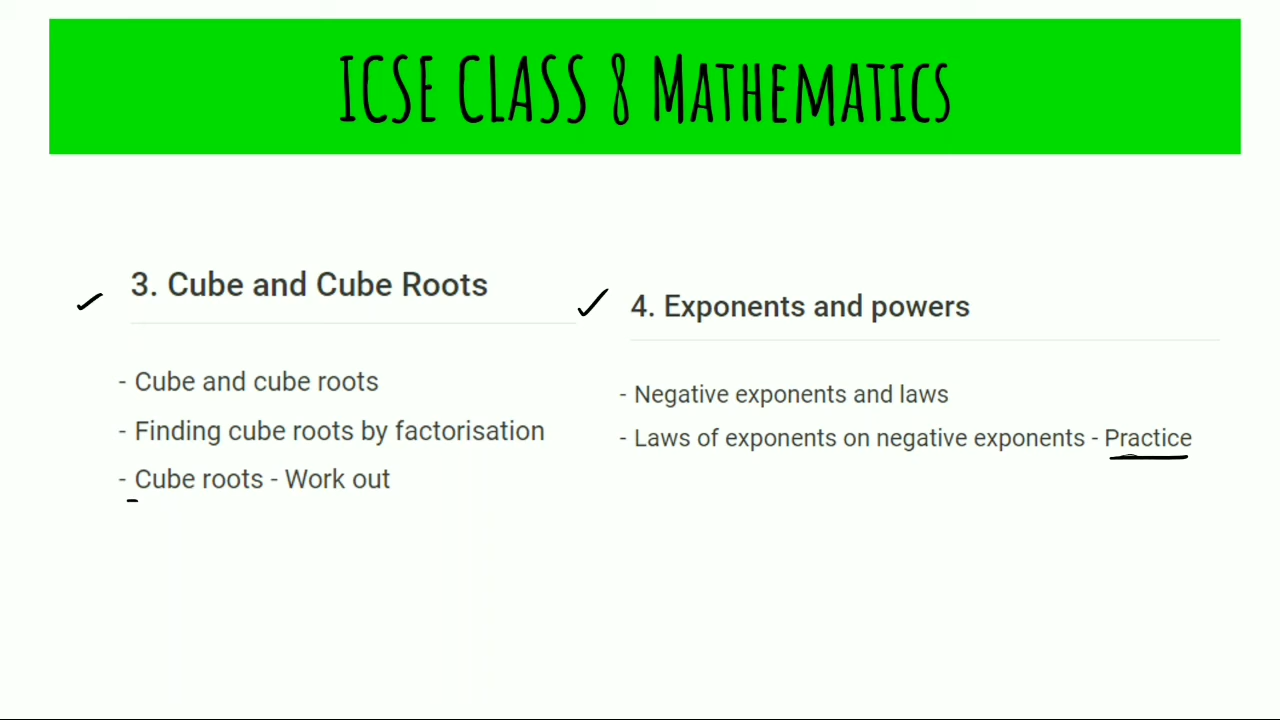 ICSE CLASS 8 MATHEMATICS
3. Cube and Cube Roots
- Cube and cube roots
- Finding cube roots by factorisation
- Cube roots - Work out
4. Exponents and powers
- Negative exponents and laws
- Laws of exponents on negative exponents - Practice